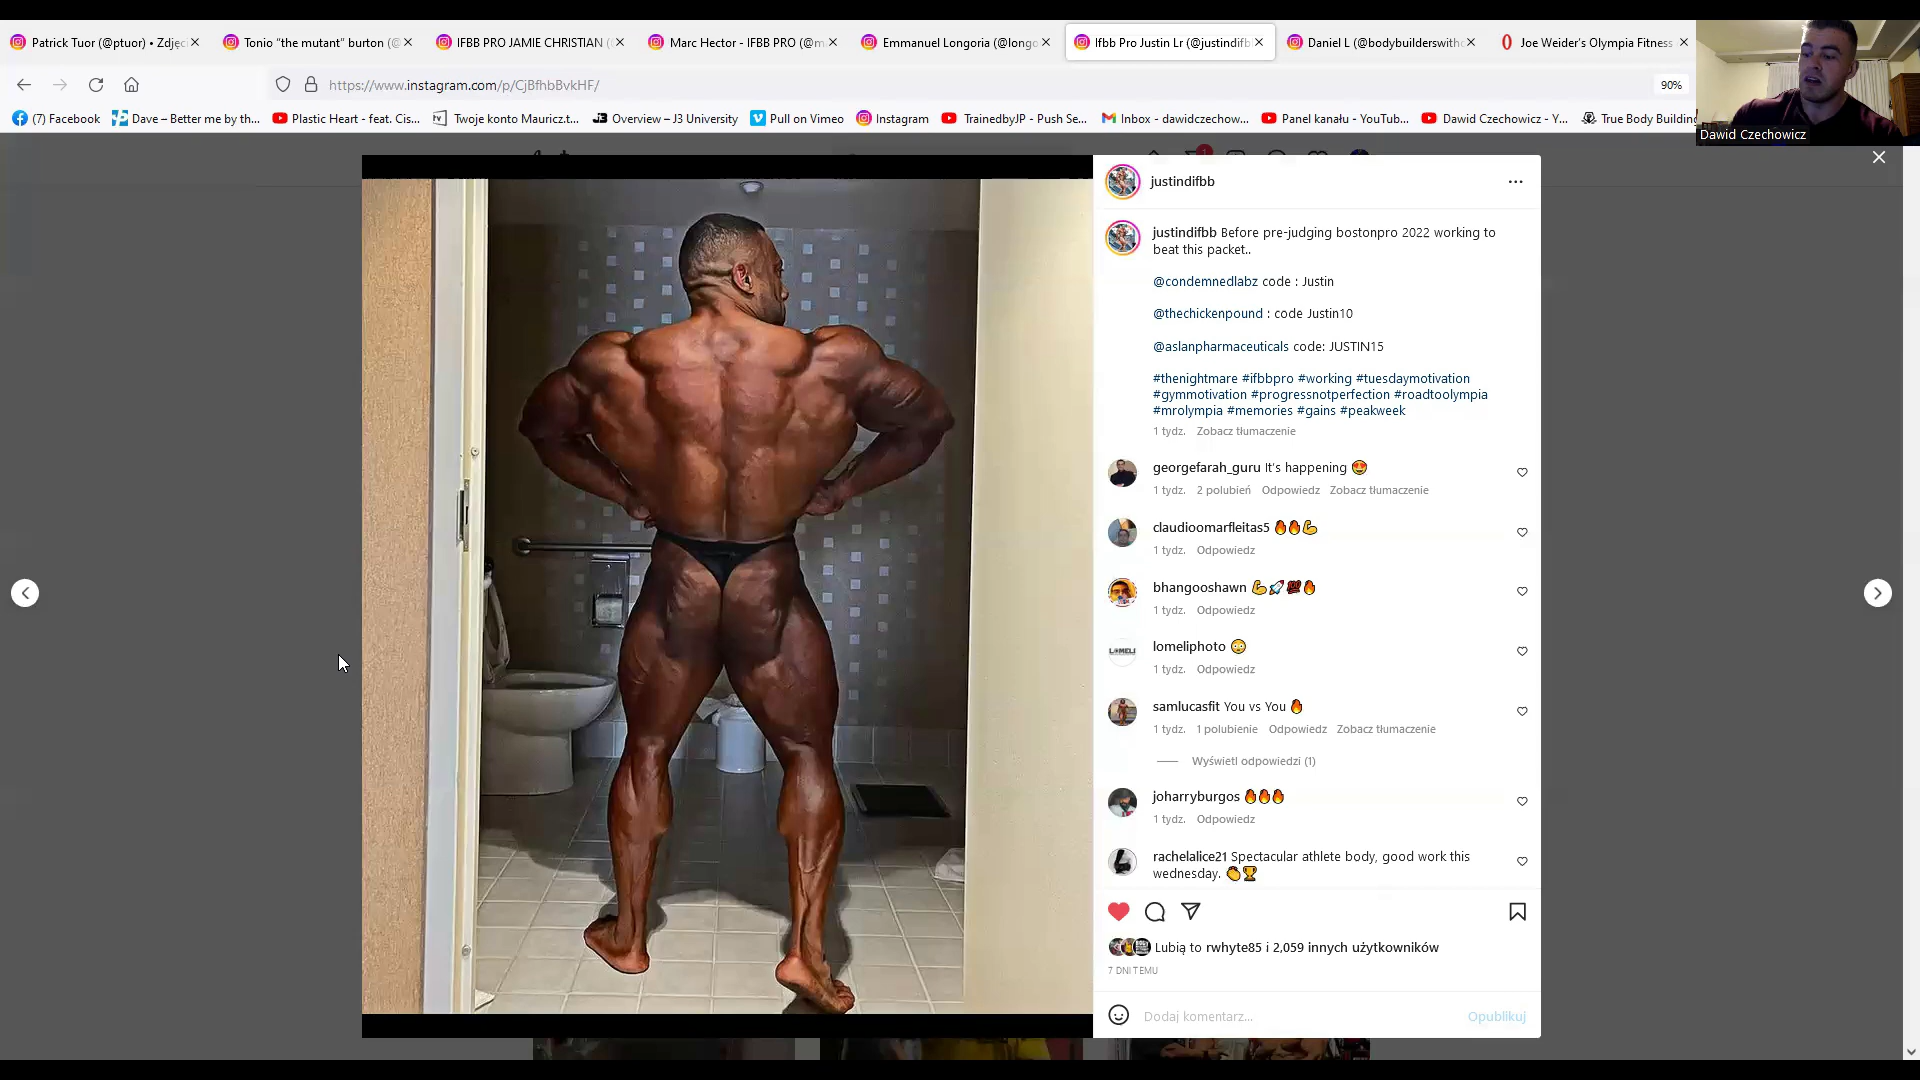 Patrick Tuor (@ptuor) • Zdjęc
Tonio "the mutant" burton (@
IFBB PRO JAMIE CHRISTIAN (
Marc Hector - IFBB PRO (@m
Emmanuel Longoria (@longo
Ifbb Pro Justin Lr (@justindifb
Daniel L (@bodybuilderswitho
Joe Weider's Olympia Fitness
https://www.instagram.com/p/CjBfhbBvkHF/
90%
(7) Facebook
Dave – Better me by th...
Plastic Heart - feat. Cis...
Twoje konto Mauricz.t...
Overview – J3 University
Pull on Vimeo
Instagram
TrainedbyJP - Push Se...
Inbox - dawidczechow...
Panel kanału - YouTub...
Dawid Czechowicz - Y...
True Body Building
Dawid Czechowicz
justindifbb
justindifbb Before pre-judging bostonpro 2022 working to
beat this packet..
@condemnedlabz code : Justin
@thechickenpound : code Justin10
@aslanpharmaceuticals code: JUSTIN15
#thenightmare #ifbbpro #working #tuesdaymotivation
#gymmotivation #progressnotperfection #roadtoolympia
#mrolympia #memories #gains #peakweek
1 tydz. Zobacz tłumaczenie
georgefarah_guru It's happening 😍
1 tydz. 2 polubień Odpowiedz Zobacz tłumaczenie
claudioomarfleitas5 🔥🔥💪
1 tydz. Odpowiedz
bhangooshawn 💪🚀💯🔥
1 tydz. Odpowiedz
lomeliphoto 😳
1 tydz. Odpowiedz
samlucasfit You vs You 🔥
1 tydz. 1 polubienie Odpowiedz Zobacz tłumaczenie
Wyświetl odpowiedzi (1)
joharryburgos 🔥🔥🔥
1 tydz. Odpowiedz
rachelalice21 Spectacular athlete body, good work this
wednesday. 👏🏆
Lubią to rwhyte85 i 2,059 innych użytkowników
7 DNI TEMU
Dodaj komentarz...
Opublikuj